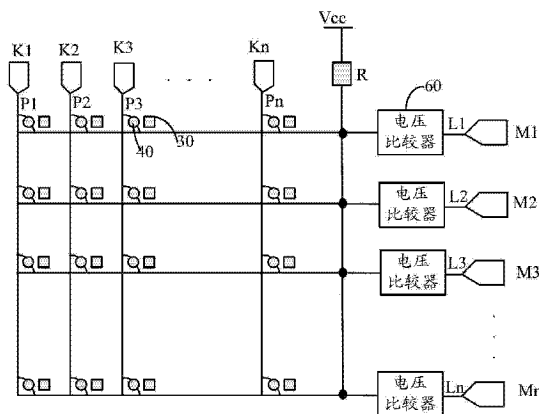 Vcc
K1 K2 K3 . . . Kn
R
60
P1 P2 P3 Pn
30
40
电压
比较器
L1
M1
电压
比较器
L2
M2
电压
比较器
L3
M3
电压
比较器
Ln
Mn